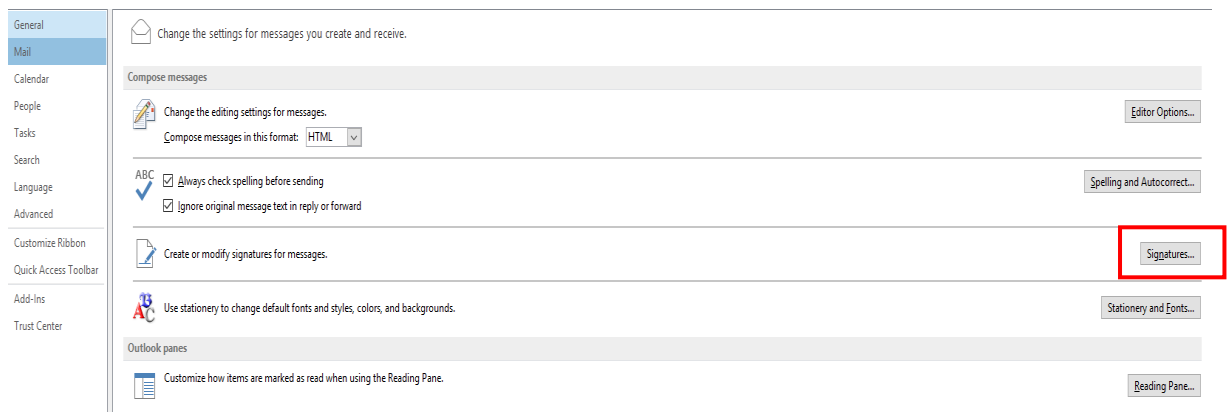 General
Mail
Calendar
People
Tasks
Search
Language
Advanced
Customize Ribbon
Quick Access Toolbar
Add-Ins
Trust Center
Change the settings for messages you create and receive.
Compose messages
Change the editing settings for messages.
Editor Options...
Compose messages in this format: HTML
ABC
Always check spelling before sending
Spelling and Autocorrect...
Ignore original message text in reply or forward
Create or modify signatures for messages.
Signatures...
Use stationery to change default fonts and styles, colors, and backgrounds.
Stationery and Fonts...
Outlook panes
Customize how items are marked as read when using the Reading Pane.
Reading Pane...